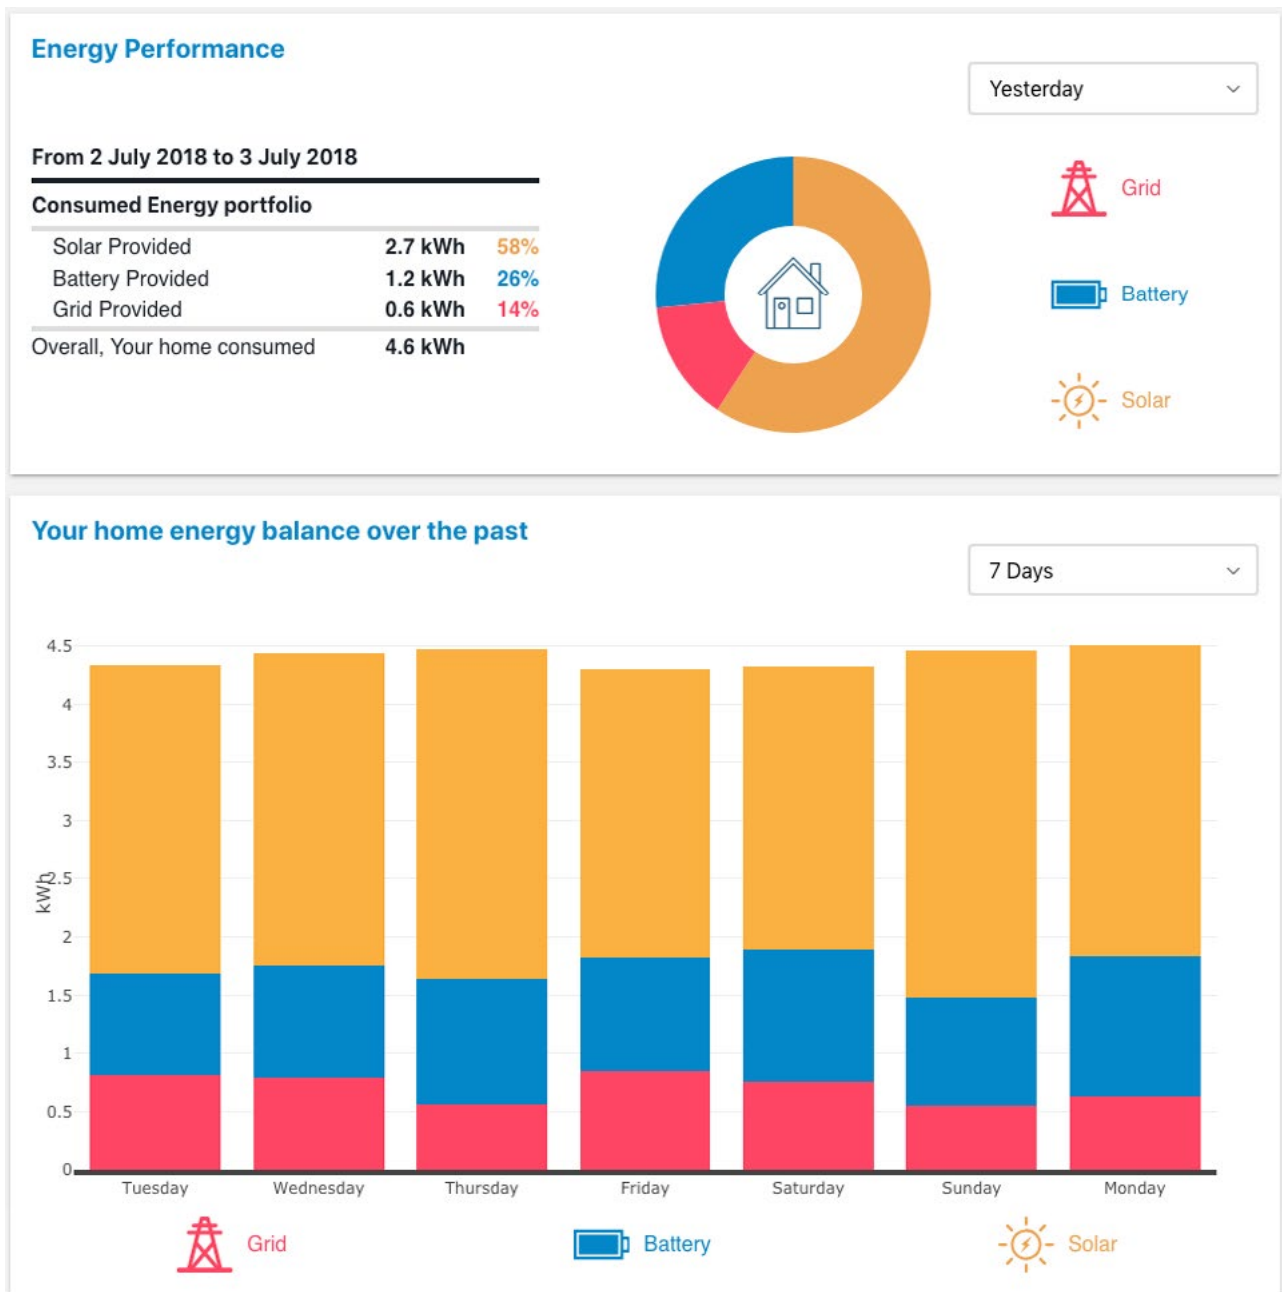 Energy Performance
Yesterday
From 2 July 2018 to 3 July 2018
Consumed Energy portfolio
Solar Provided 2.7 kWh 58%
Battery Provided 1.2 kWh 26%
Grid Provided 0.6 kWh 14%
Overall, Your home consumed 4.6 kWh
Grid
Battery
Solar
Your home energy balance over the past
7 Days
4.5
4
3.5
3
2.5
2
1.5
1
0.5
0
kWh
Tuesday Wednesday Thursday Friday Saturday Sunday Monday
Grid Battery Solar